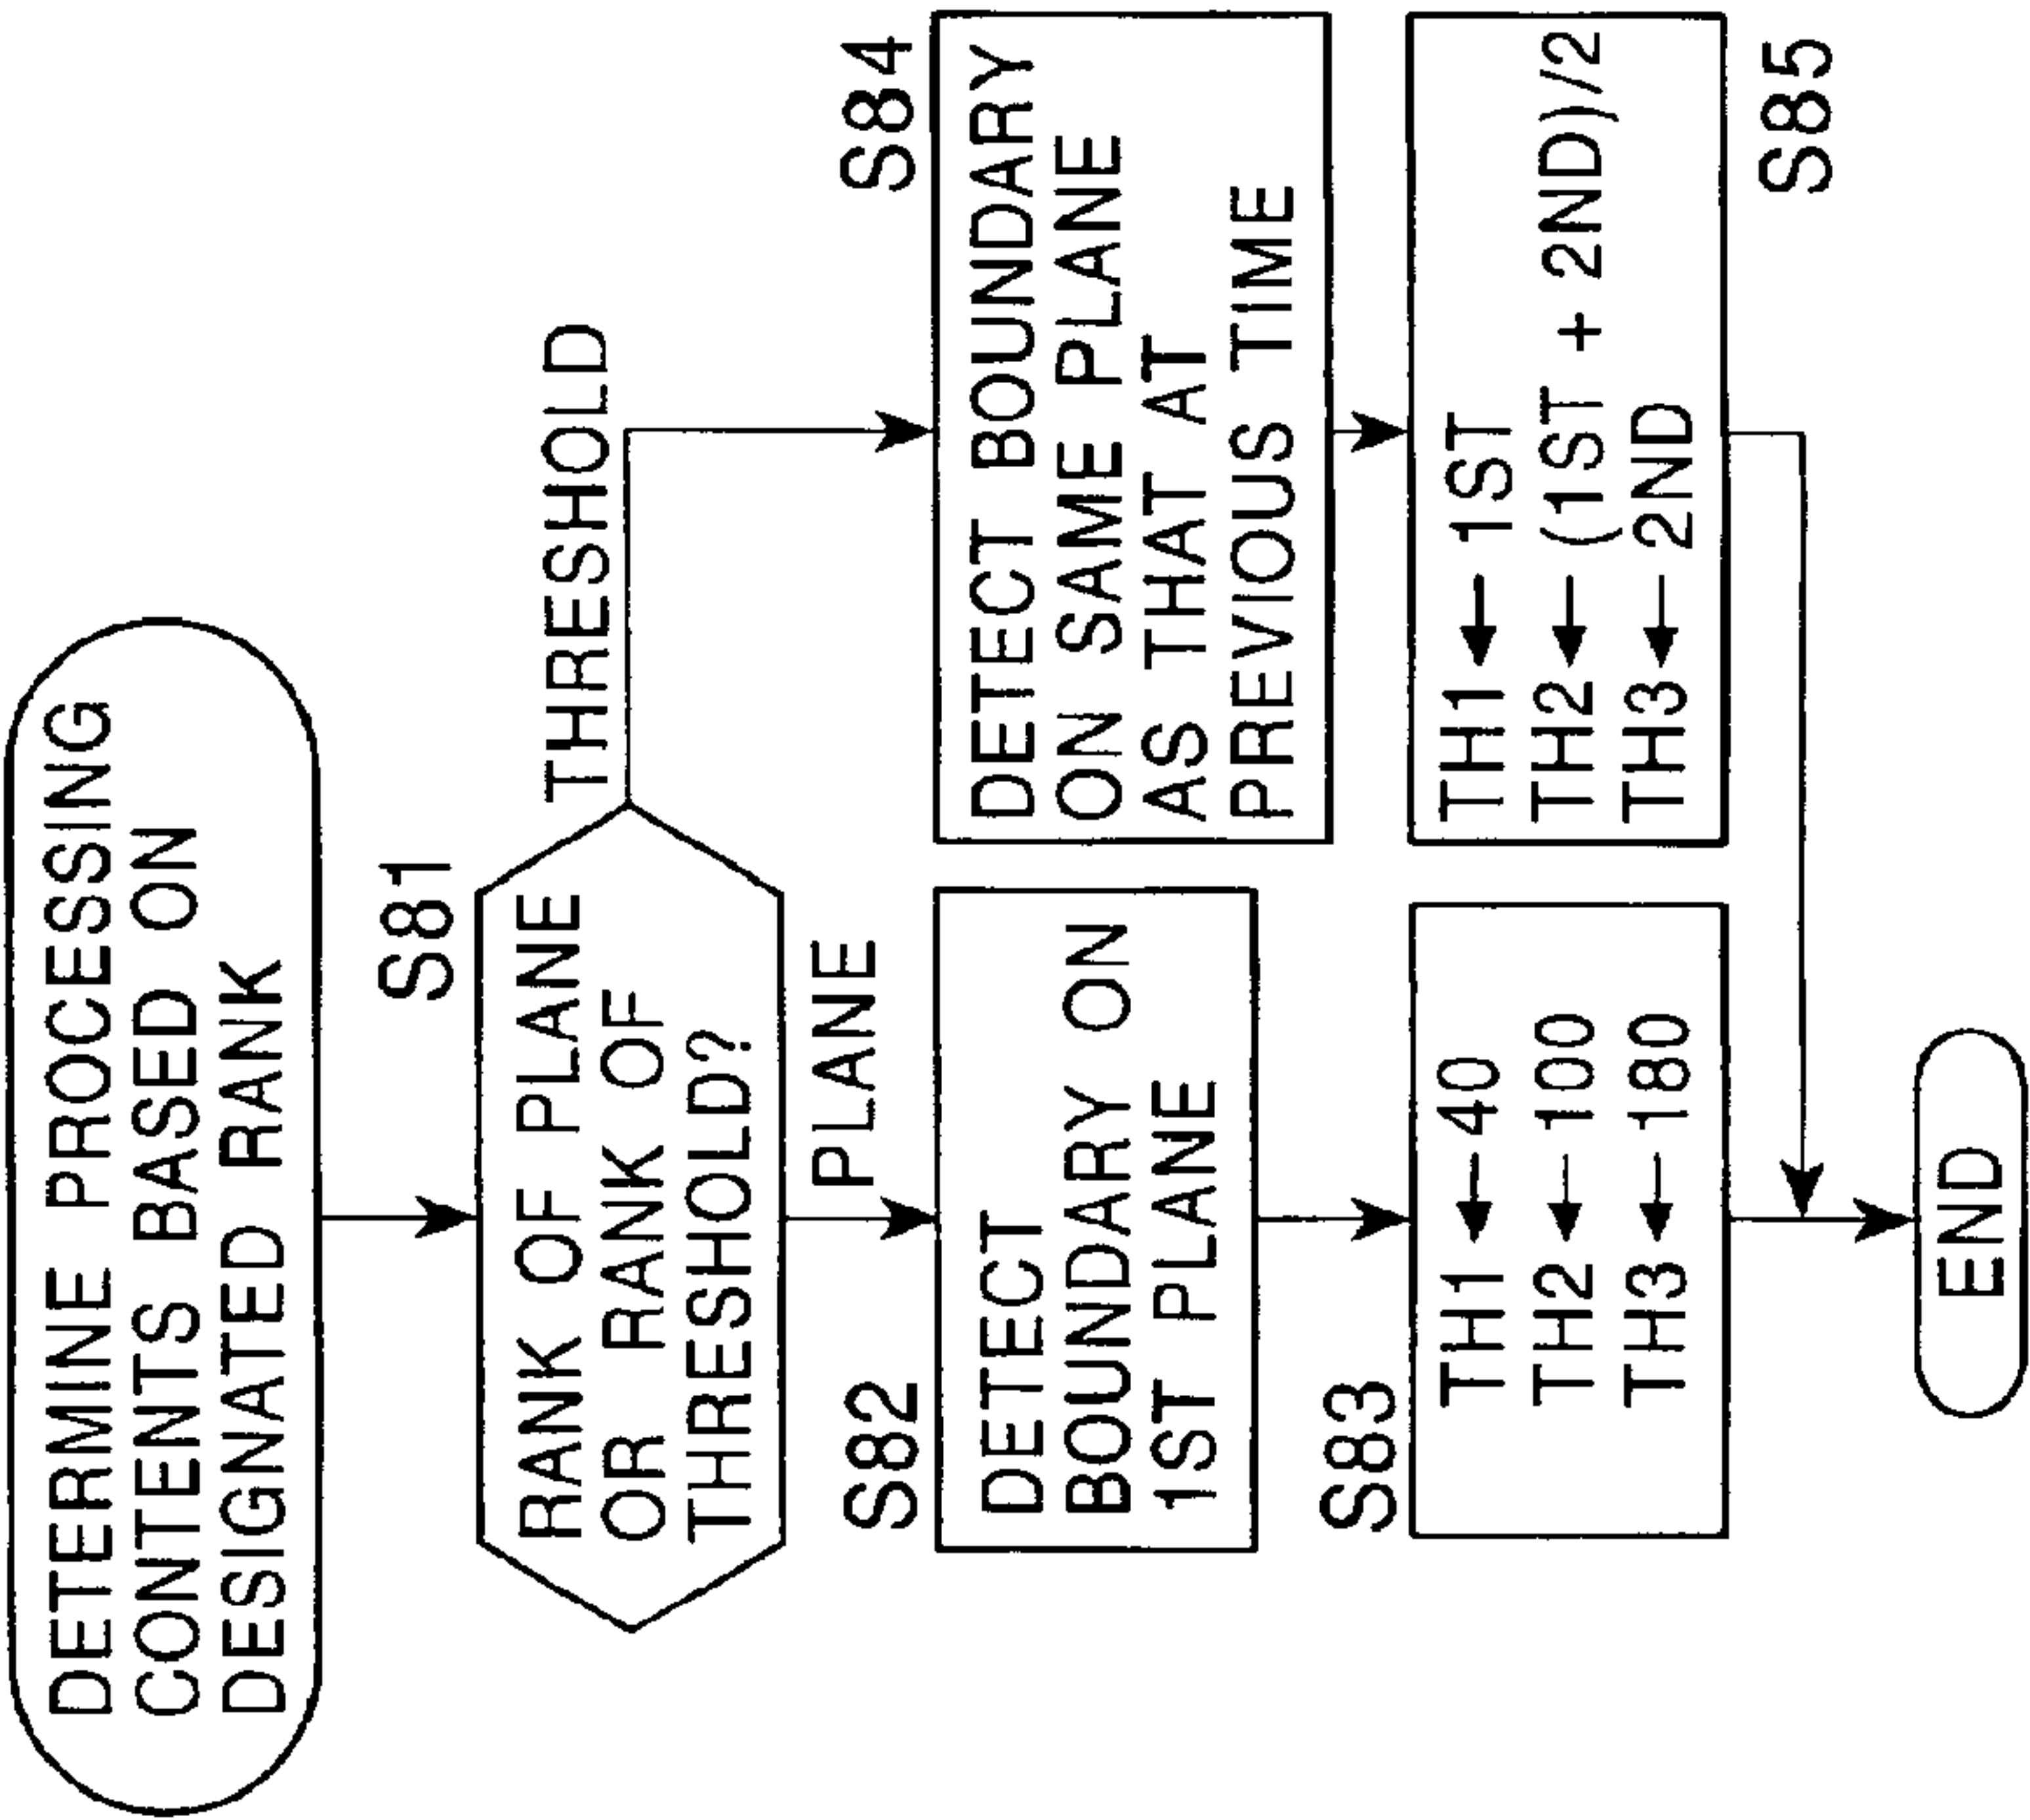 DETERMINE PROCESSING
CONTENTS BASED ON
DESIGNATED RANK
S81
RANK OF PLANE
OR RANK OF
THRESHOLD?
THRESHOLD
PLANE
S82
DETECT
BOUNDARY ON
1ST PLANE
S83
TH1 ← 40
TH2 ← 100
TH3 ← 180
S84
DETECT BOUNDARY
ON SAME PLANE
AS THAT AT
PREVIOUS TIME
TH1 ← 1ST
TH2 ← (1ST + 2ND)/2
TH3 ← 2ND
S85
END